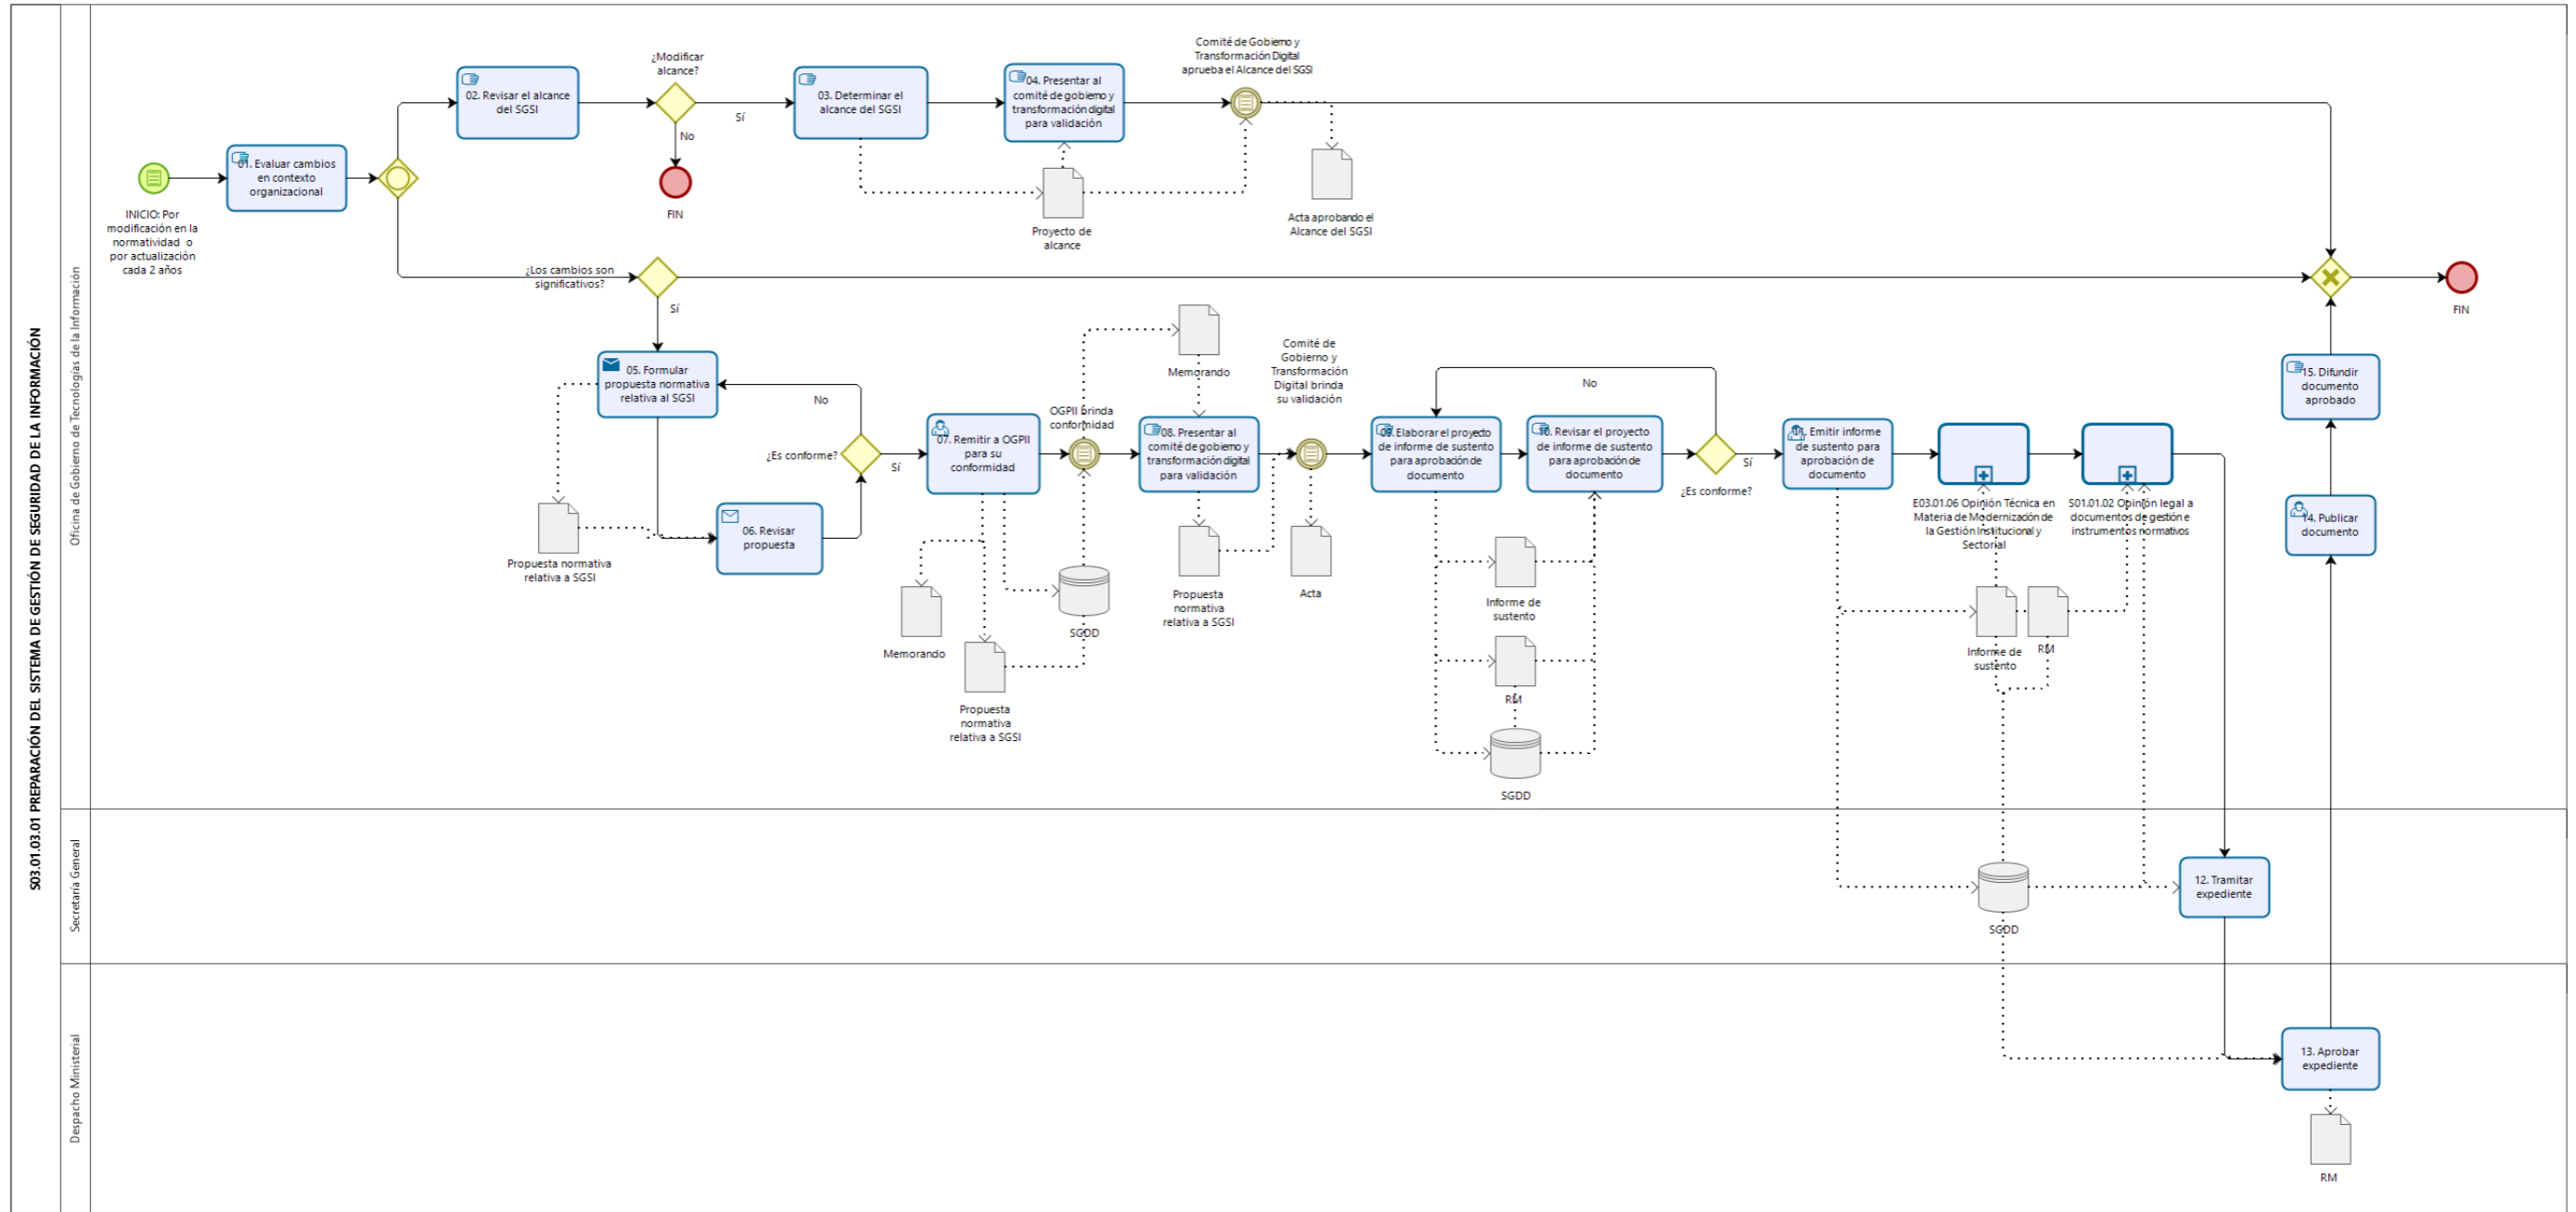 S03.01.03.01 PREPARACIÓN DEL SISTEMA DE GESTIÓN DE SEGURIDAD DE LA INFORMACIÓN
Oficina de Gobierno de Tecnologías de la Información
INICIO: Por
modificación en la
normatividad o
por actualización
cada 2 años
01. Evaluar cambios
en contexto
organizacional
02. Revisar el alcance
del SGSI
¿Modificar
alcance?
Sí
No
FIN
03. Determinar el
alcance del SGSI
04. Presentar al
comité de gobierno y
transformación digital
para validación
Proyecto de
alcance
Comité de Gobierno y
Transformación Digital
aprueba el Alcance del SGSI
Acta aprobando el
Alcance del SGSI
¿Los cambios son
significativos?
Sí
FIN
05. Formular
propuesta normativa
relativa al SGSI
Propuesta normativa
relativa a SGSI
06. Revisar
propuesta
No
¿Es conforme?
Sí
07. Remitir a OGPII
para su
conformidad
Memorando
Propuesta
normativa
relativa a SGSI
OGPII brinda
conformidad
SGDD
Memorando
08. Presentar al
comité de gobierno y
transformación digital
para validación
Propuesta
normativa
relativa a SGSI
Comité de
Gobierno y
Transformación
Digital brinda
su validación
Acta
09. Elaborar el proyecto
de informe de sustento
para aprobación de
documento
10. Revisar el proyecto
de informe de sustento
para aprobación de
documento
No
Informe de
sustento
RM
SGDD
¿Es conforme?
Sí
11. Emitir informe
de sustento para
aprobación de
documento
E03.01.06 Opinión Técnica en
Materia de Modernización de
la Gestión Institucional y
Sectorial
S01.01.02 Opinión legal a
documentos de gestión e
instrumentos normativos
Informe de
sustento
RM
15. Difundir
documento
aprobado
14. Publicar
documento
Secretaría General
SGDD
12. Tramitar
expediente
Despacho Ministerial
13. Aprobar
expediente
RM